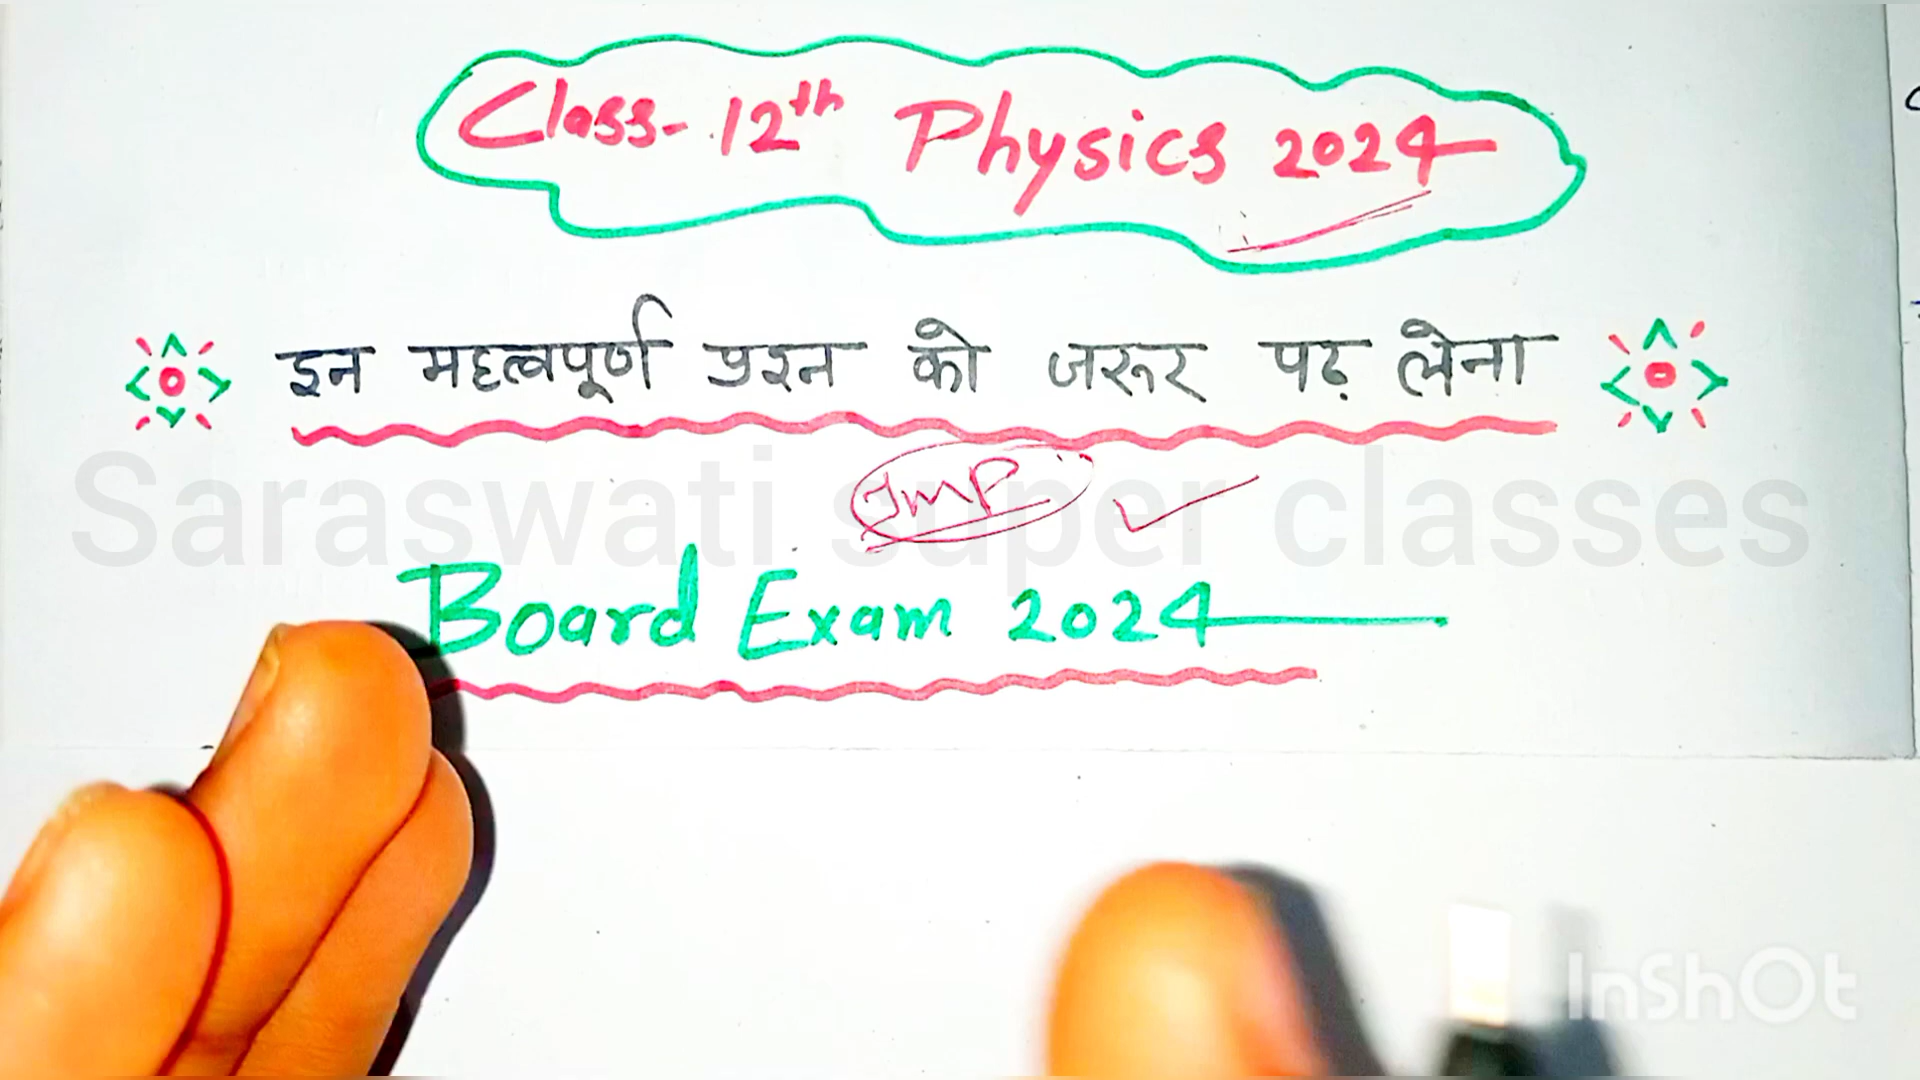 Class-12th Physics 2024
इन महत्वपूर्ण प्रश्न को जरूर पढ़ लेना
Imp
Saraswati super classes
Board Exam 2024
InShOt